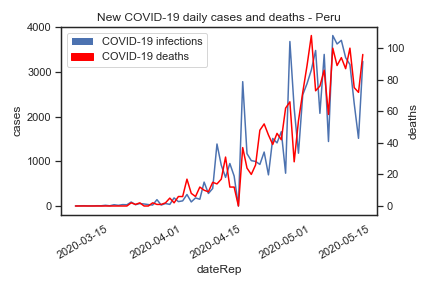 New COVID-19 daily cases and deaths - Peru
COVID-19 infections
COVID-19 deaths
4000
3000
2000
1000
0
cases
100
80
60
40
20
0
deaths
2020-03-15
2020-04-01
2020-04-15
2020-05-01
2020-05-15
dateRep